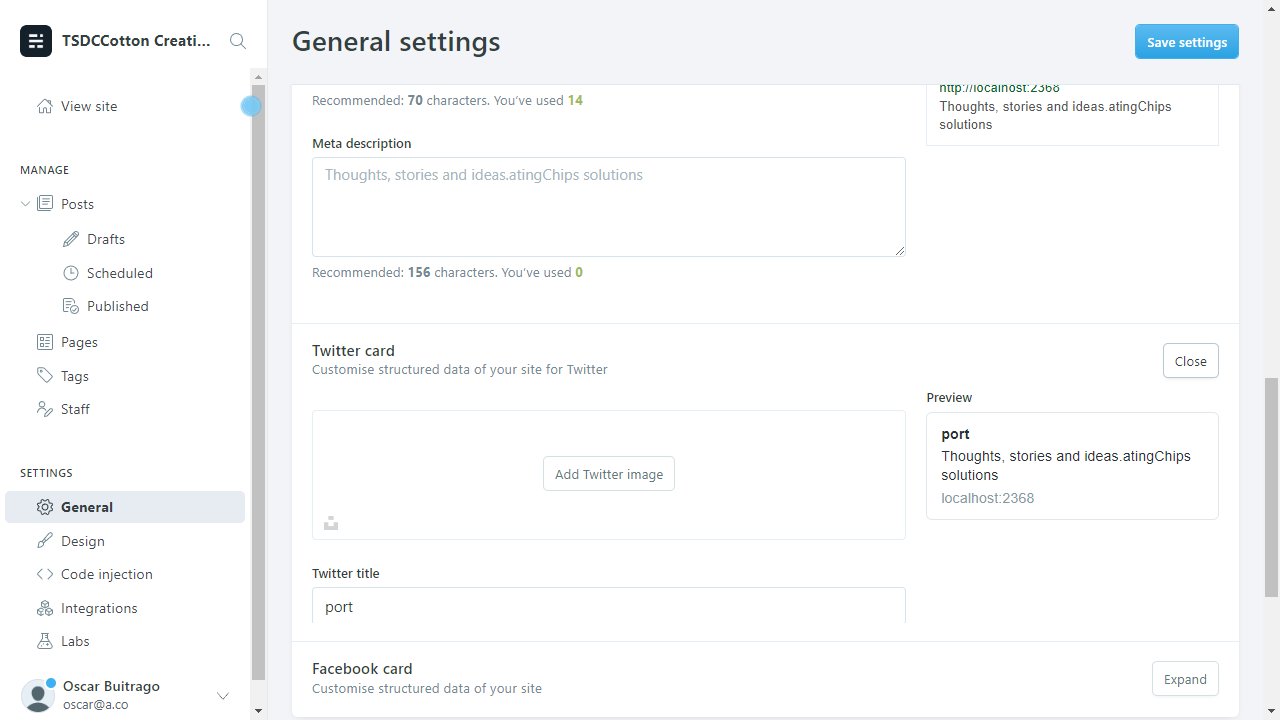 TSDCCotton Creati...
View site
MANAGE
Posts
Drafts
Scheduled
Published
Pages
Tags
Staff
SETTINGS
General
Design
Code injection
Integrations
Labs
Oscar Buitrago
oscar@a.co
General settings
Save settings
Recommended: 70 characters. You've used 14
Meta description
Thoughts, stories and ideas.atingChips solutions
Recommended: 156 characters. You've used 0
http://localhost:2368
Thoughts, stories and ideas.atingChips
solutions
Twitter card
Customise structured data of your site for Twitter
Close
Add Twitter image
Preview
port
Thoughts, stories and ideas.atingChips
solutions
localhost:2368
Twitter title
port
Facebook card
Customise structured data of your site
Expand